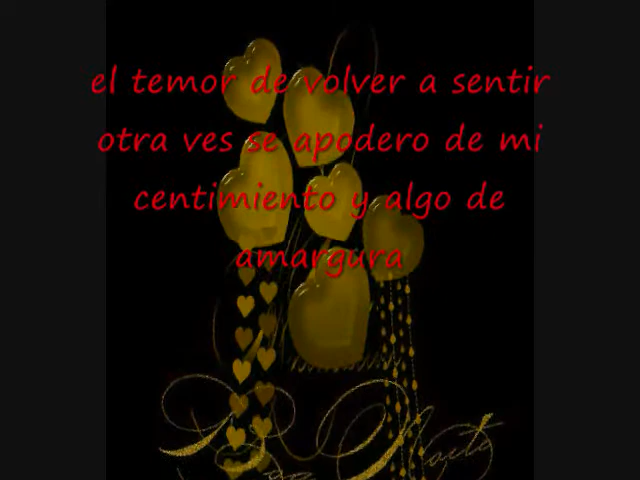 el temor de volver a sentir
otra ves se apodero de mi
centimiento y algo de
amargura